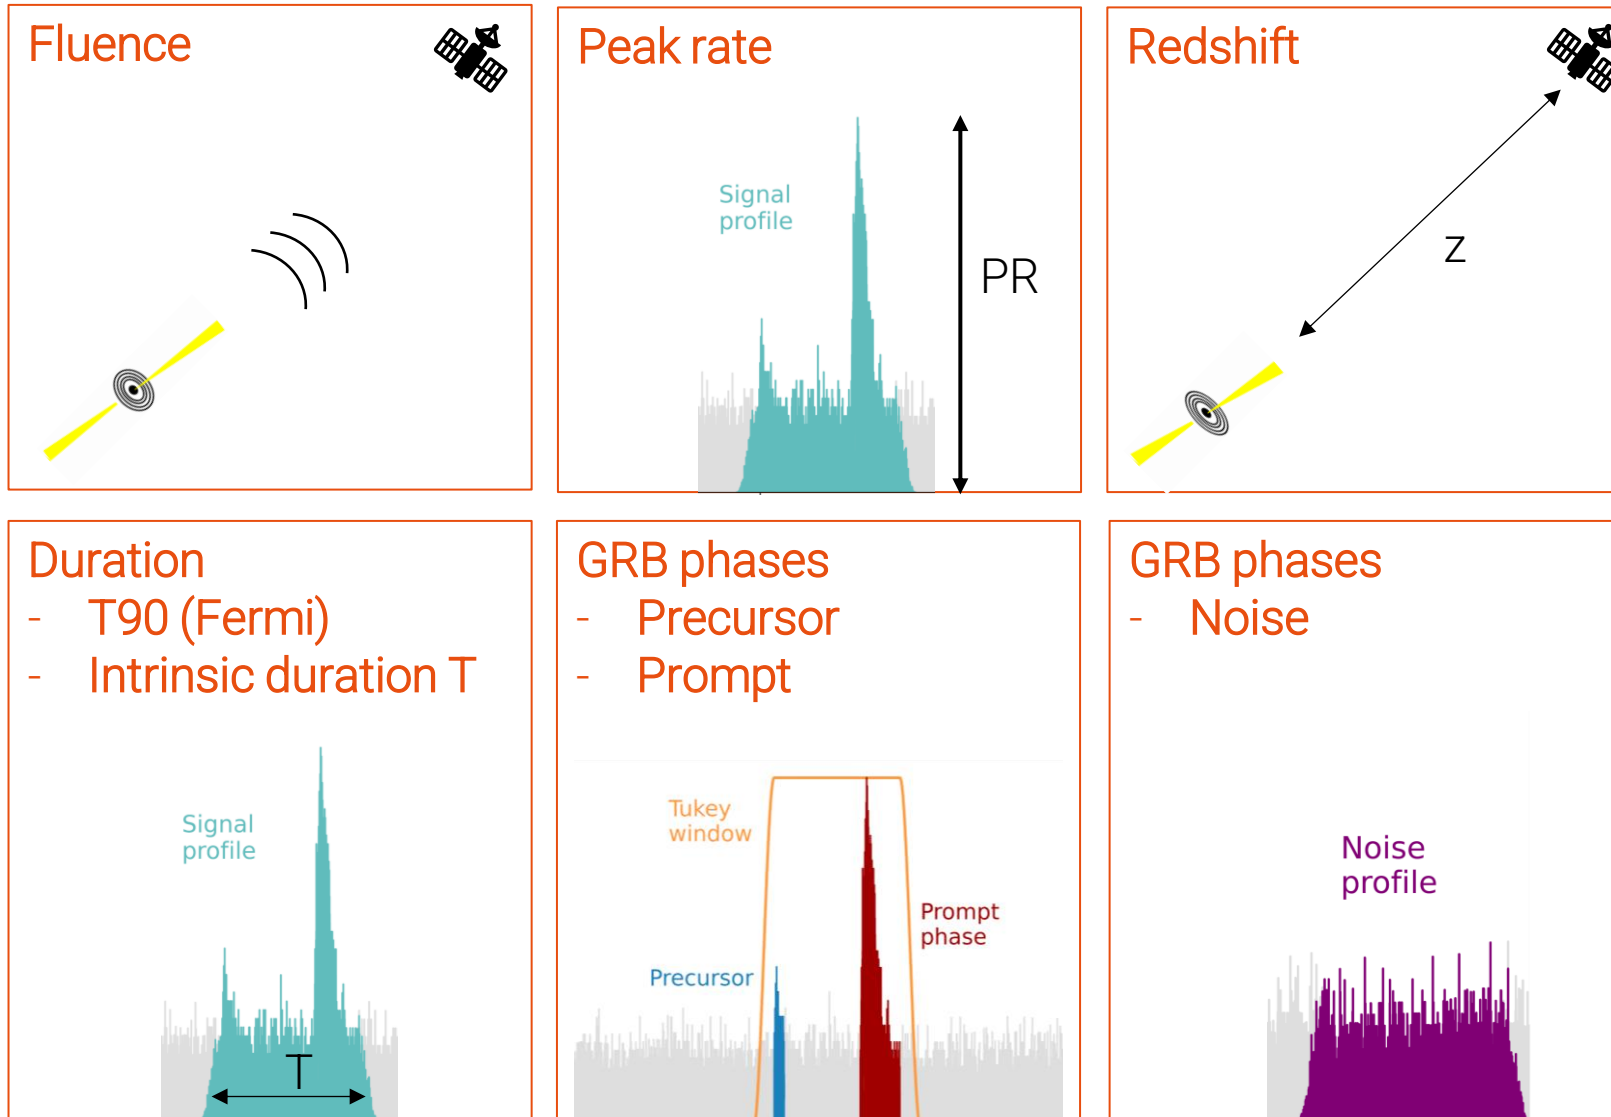 Fluence
Peak rate
Signal
profile
PR
Redshift
z
Duration
- T90 (Fermi)
- Intrinsic duration T
Signal
profile
T
GRB phases
- Precursor
- Prompt
Tukey
window
Prompt
phase
Precursor
GRB phases
- Noise
Noise
profile